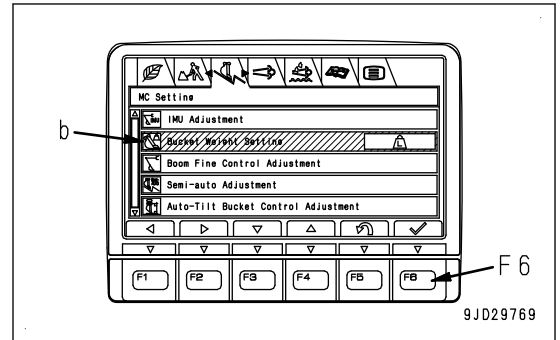 MC Setting
IMU Adjustment
b
Bucket Weight Setting
L
Boom Fine Control Adjustment
Semi-auto Adjustment
Auto-Tilt Bucket Control Adjustment
F1 F2 F3 F4 F5 F6
F6
9JD29769